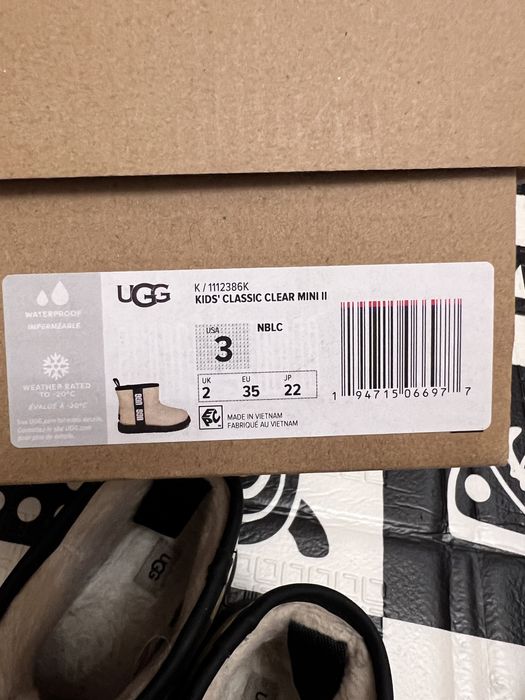 WATERPROOF
IMPERMÉABLE
WEATHER RATED
TO -20°C
ÉVALUÉ À -20°C
UGG
K / 1112386K
KIDS' CLASSIC CLEAR MINI II
USA
3
NBLC
UK
2
EU
35
JP
22
MADE IN VIETNAM
FABRIQUÉ AU VIETNAM
1 94715 06697 7
UGG